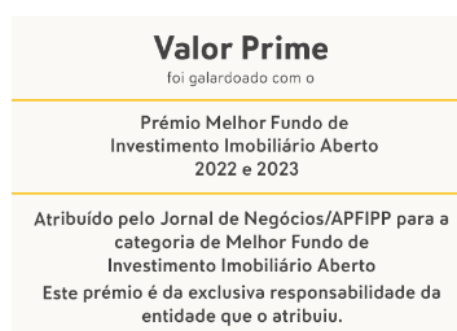 Valor Prime
foi galardoado com o
Prémio Melhor Fundo de
Investimento Imobiliário Aberto
2022 e 2023
Atribuído pelo Jornal de Negócios/APFIPP para a
categoria de Melhor Fundo de
Investimento Imobiliário Aberto
Este prémio é da exclusiva responsabilidade da
entidade que o atribuiu.